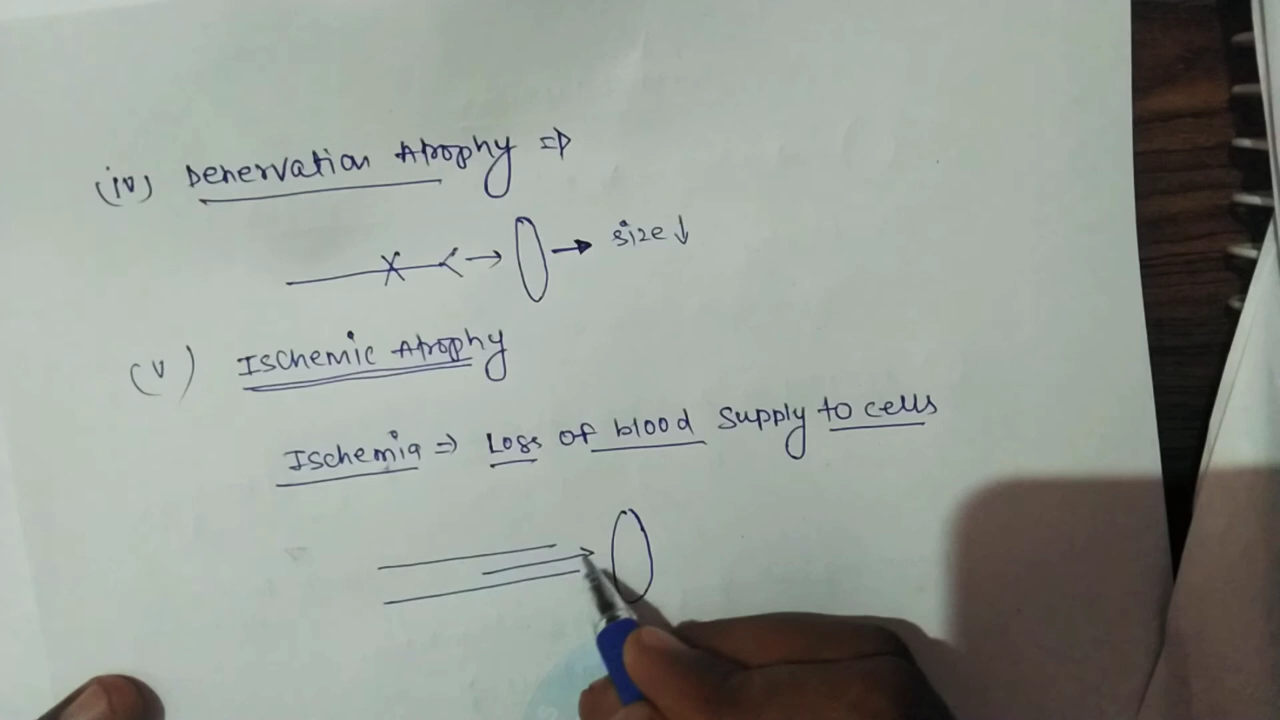 (iv) Denervation Atrophy ⇒
size ↓
(v) Ischemic Atrophy
Ischemia ⇒ Loss of blood supply to cells